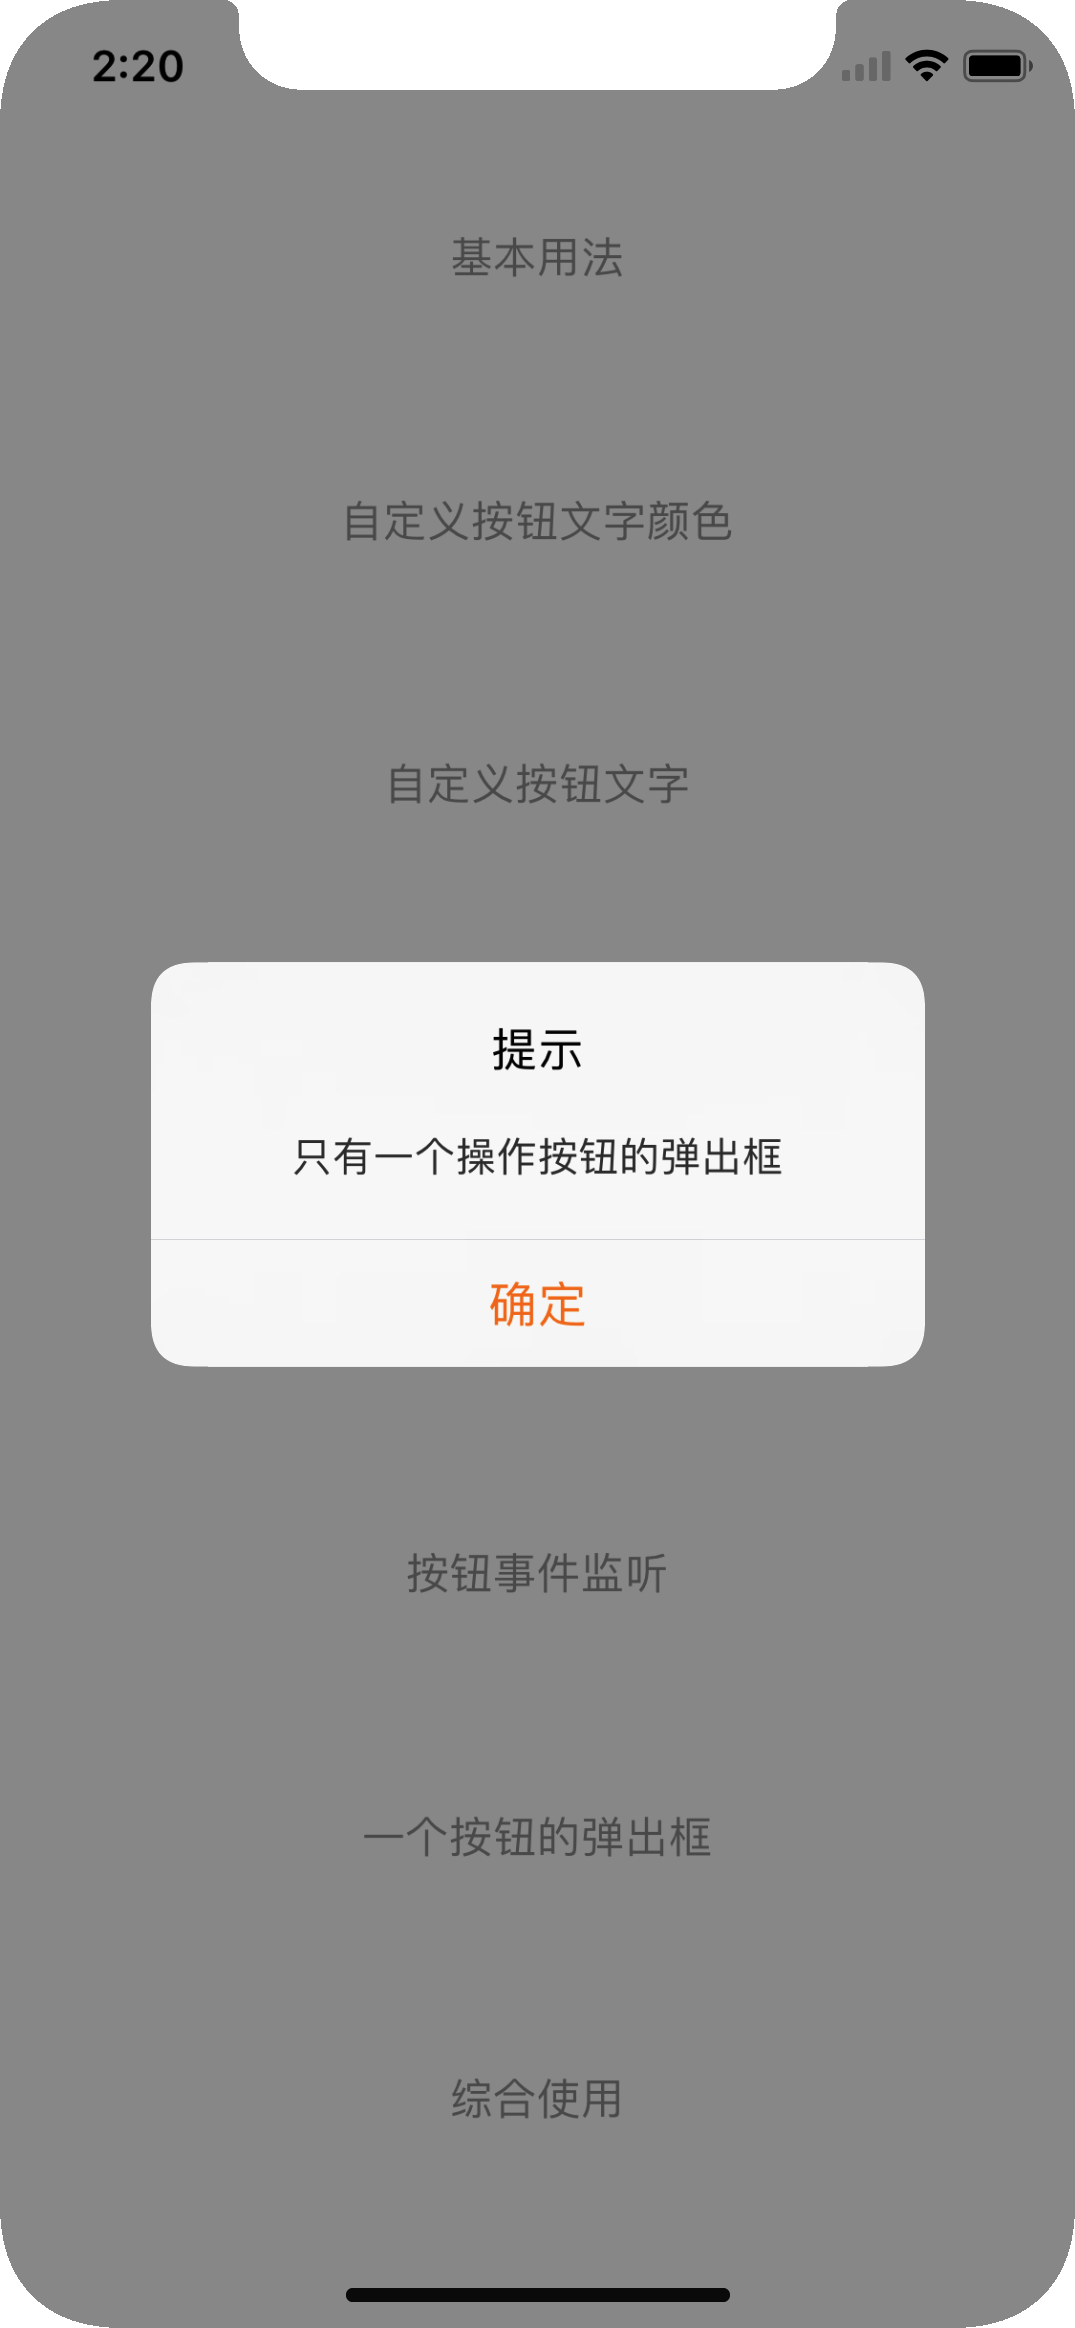 2:20
基本用法
自定义按钮文字颜色
自定义按钮文字
提示
只有一个操作按钮的弹出框
确定
按钮事件监听
一个按钮的弹出框
综合使用